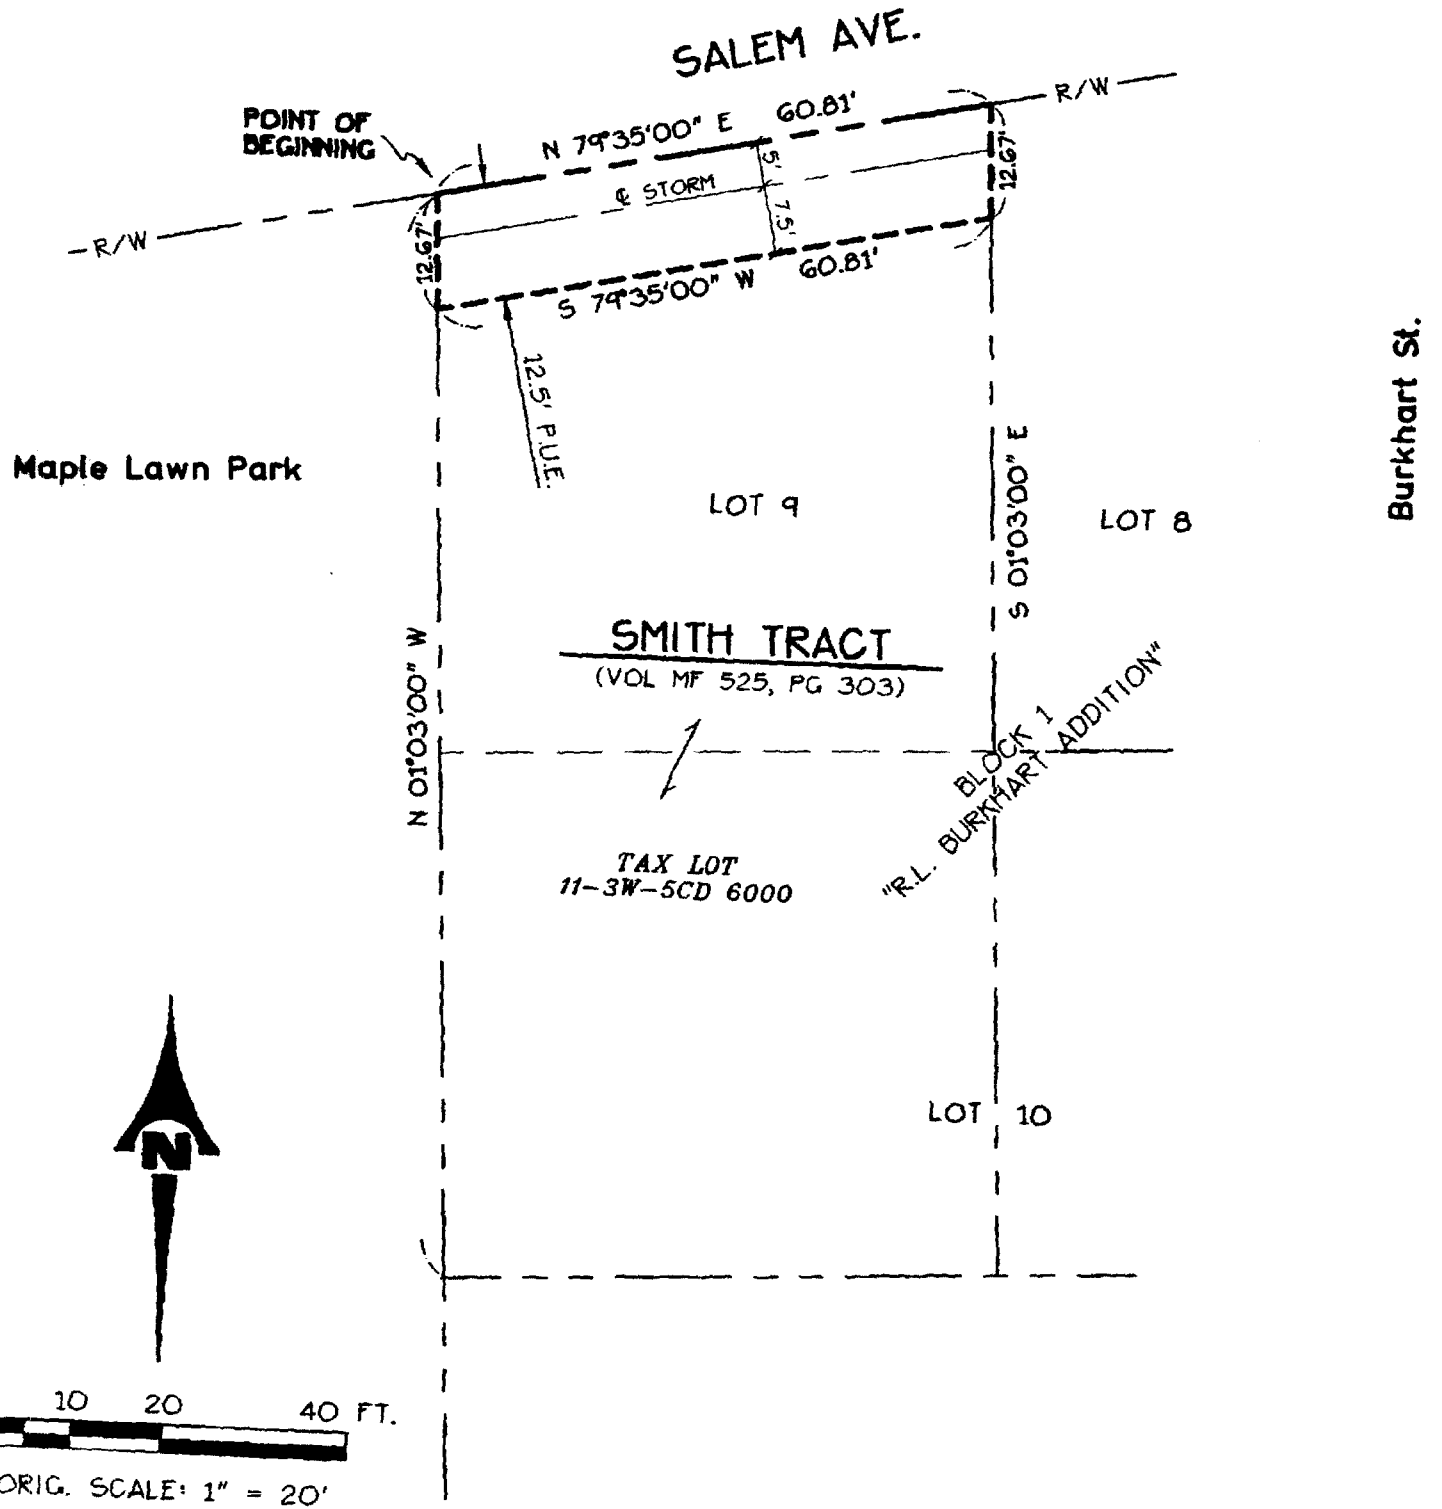 SALEM AVE.
POINT OF
BEGINNING
N 79°35'00" E 60.81'
R/W
R/W
5'
7.5'
℄ STORM
12.67'
12.67'
S 79°35'00" W 60.81'
12.5' P.U.E.
Maple Lawn Park
Burkhart St.
LOT 9
LOT 8
S 01°03'00" E
N 01°03'00" W
SMITH TRACT
(VOL MF 525, PG 303)
BLOCK 1
"R.L. BURKHART ADDITION"
TAX LOT
11-3W-5CD 6000
LOT 10
N
10 20 40 FT.
ORIG. SCALE: 1" = 20'